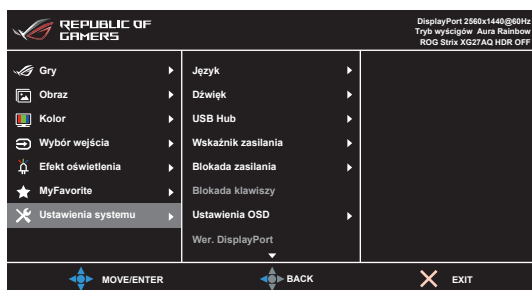 REPUBLIC OF
GAMERS
DisplayPort 2560x1440@60Hz
Tryb wyścigów Aura Rainbow
ROG Strix XG27AQ HDR OFF
Gry
Obraz
Kolor
Wybór wejścia
Efekt oświetlenia
MyFavorite
Ustawienia systemu
Język
Dźwięk
USB Hub
Wskaźnik zasilania
Blokada zasilania
Blokada klawiszy
Ustawienia OSD
Wer. DisplayPort
MOVE/ENTER
BACK
EXIT